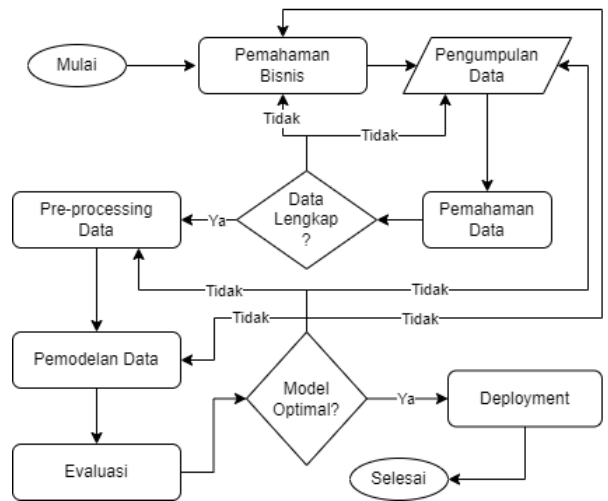 Mulai
Pemahaman
Bisnis
Pengumpulan
Data
Tidak
Tidak
Pre-processing
Data
Ya
Data
Lengkap
?
Pemahaman
Data
Tidak
Tidak
Tidak
Tidak
Pemodelan Data
Model
Optimal?
Ya
Deployment
Evaluasi
Selesai